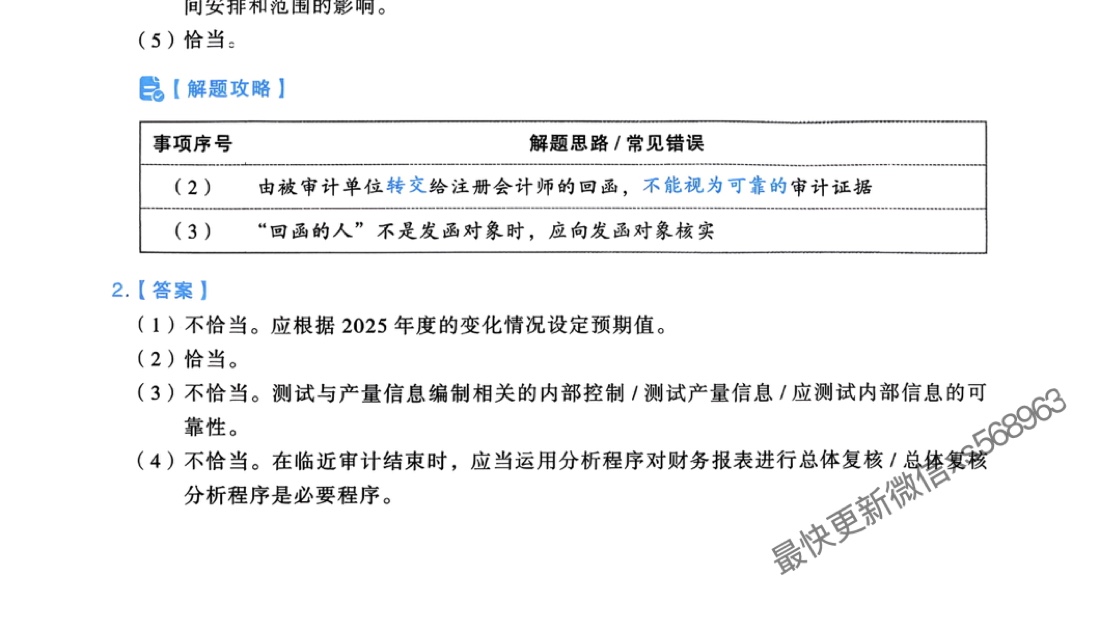 间安排和范围的影响。
（5）恰当。
【解题攻略】
事项序号 解题思路/常见错误
（2） 由被审计单位转交给注册会计师的回函，不能视为可靠的审计证据
（3） “回函的人”不是发函对象时，应向发函对象核实
2.【答案】
（1）不恰当。应根据 2025 年度的变化情况设定预期值。
（2）恰当。
（3）不恰当。测试与产量信息编制相关的内部控制/测试产量信息/应测试内部信息的可
靠性。
（4）不恰当。在临近审计结束时，应当运用分析程序对财务报表进行总体复核/总体复核
分析程序是必要程序。
最快更新微信xs568963